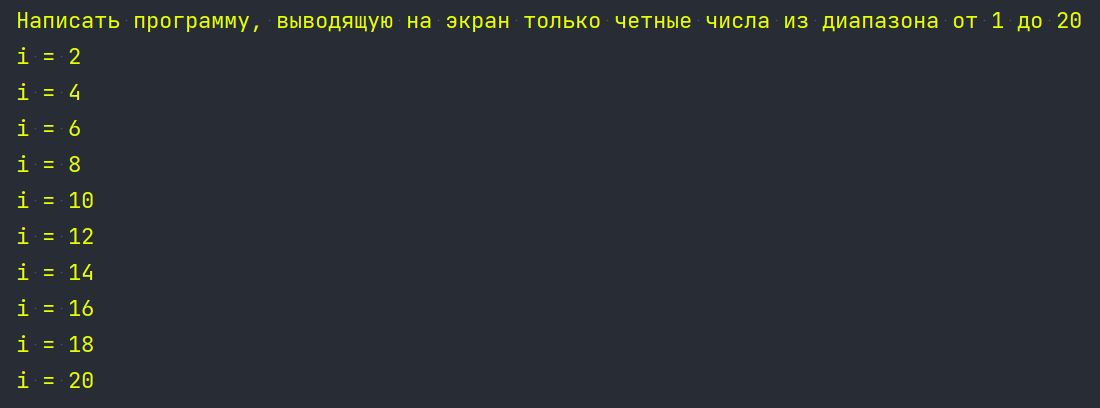 Написать программу, выводящую на экран только четные числа из диапазона от 1 до 20
i = 2
i = 4
i = 6
i = 8
i = 10
i = 12
i = 14
i = 16
i = 18
i = 20